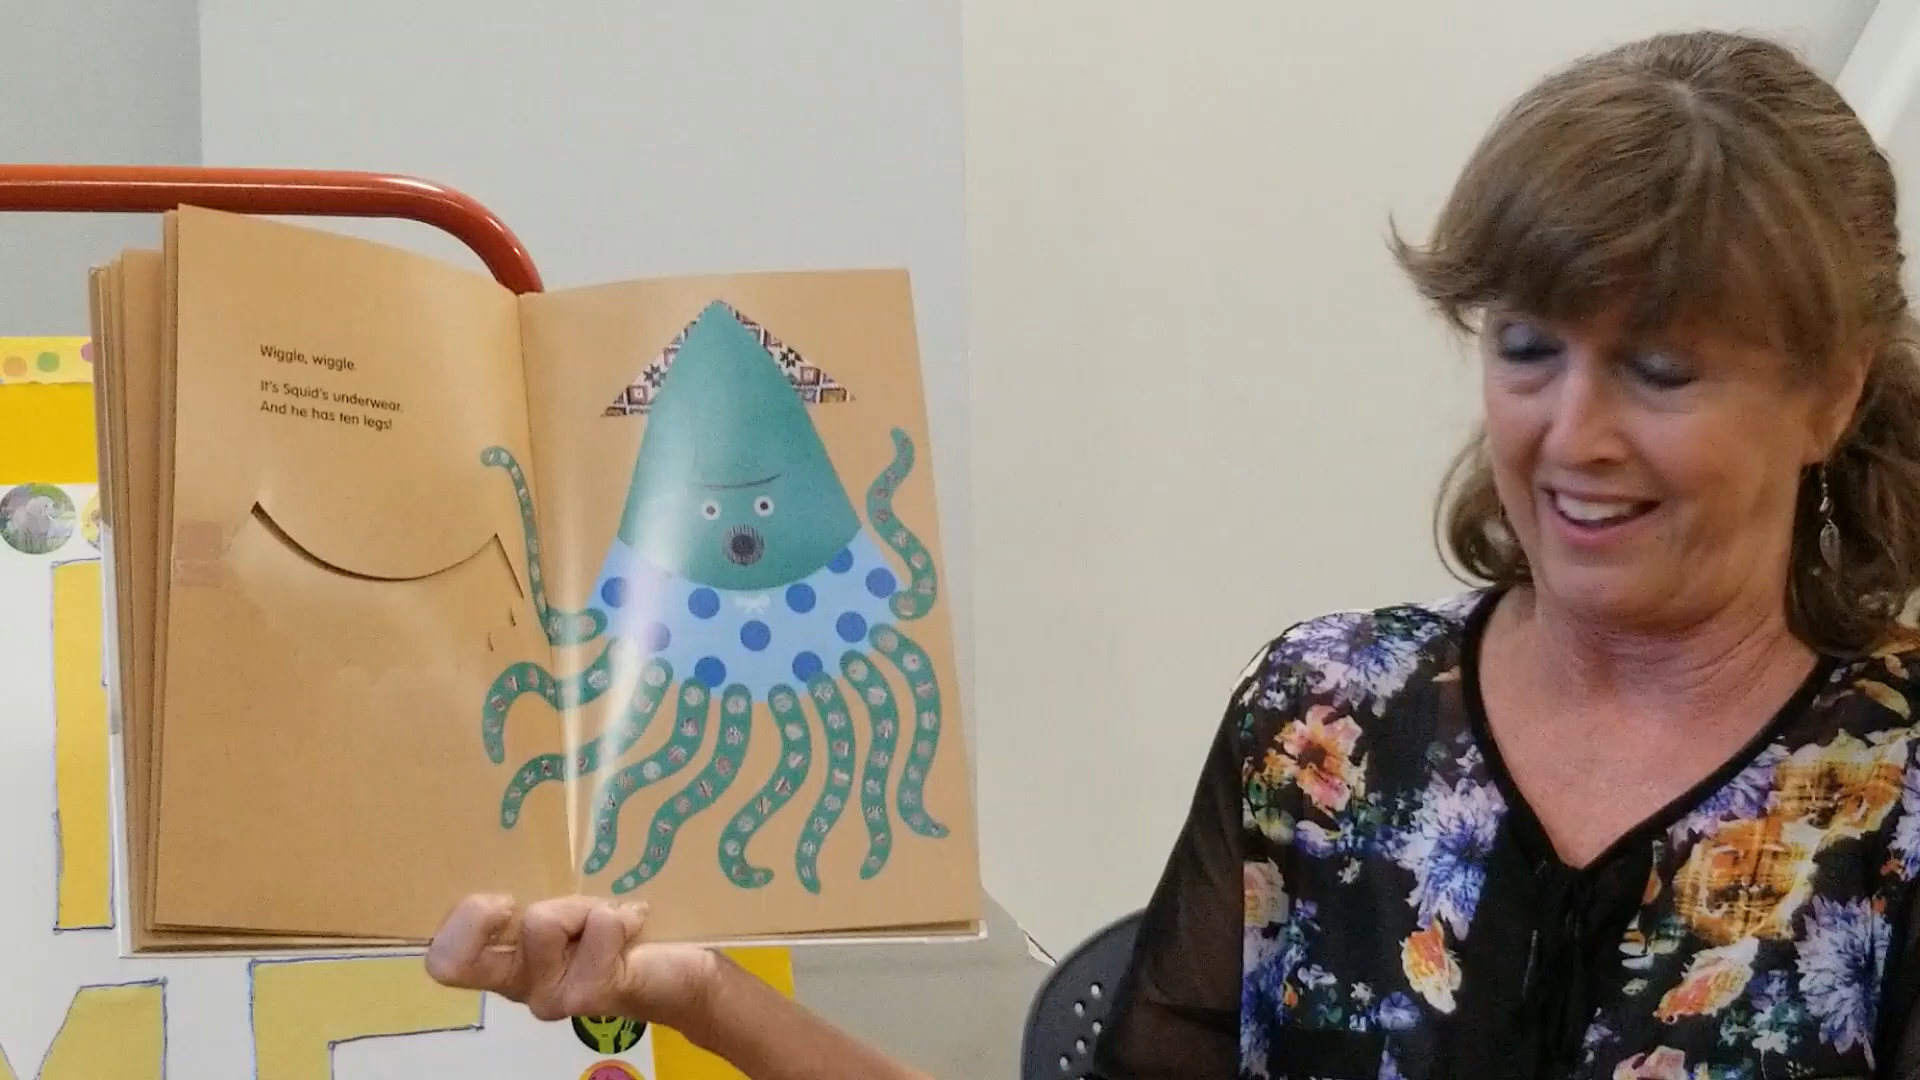 Wiggle, wiggle.
It's Squid's underwear.
And he has ten legs!